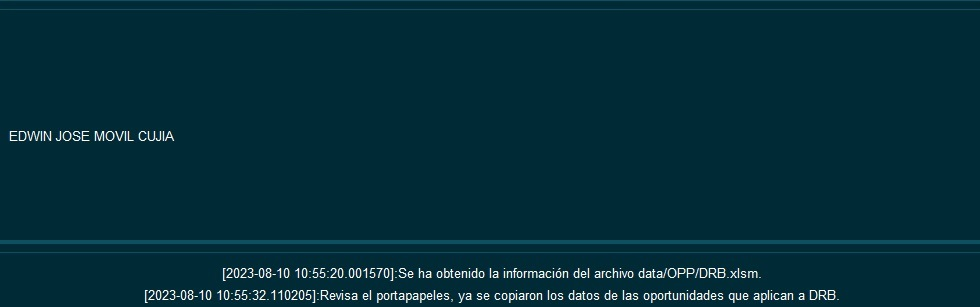 EDWIN JOSE MOVIL CUJIA
[2023-08-10 10:55:20.001570]:Se ha obtenido la información del archivo data/OPP/DRB.xlsm.
[2023-08-10 10:55:32.110205]:Revisa el portapapeles, ya se copiaron los datos de las oportunidades que aplican a DRB.